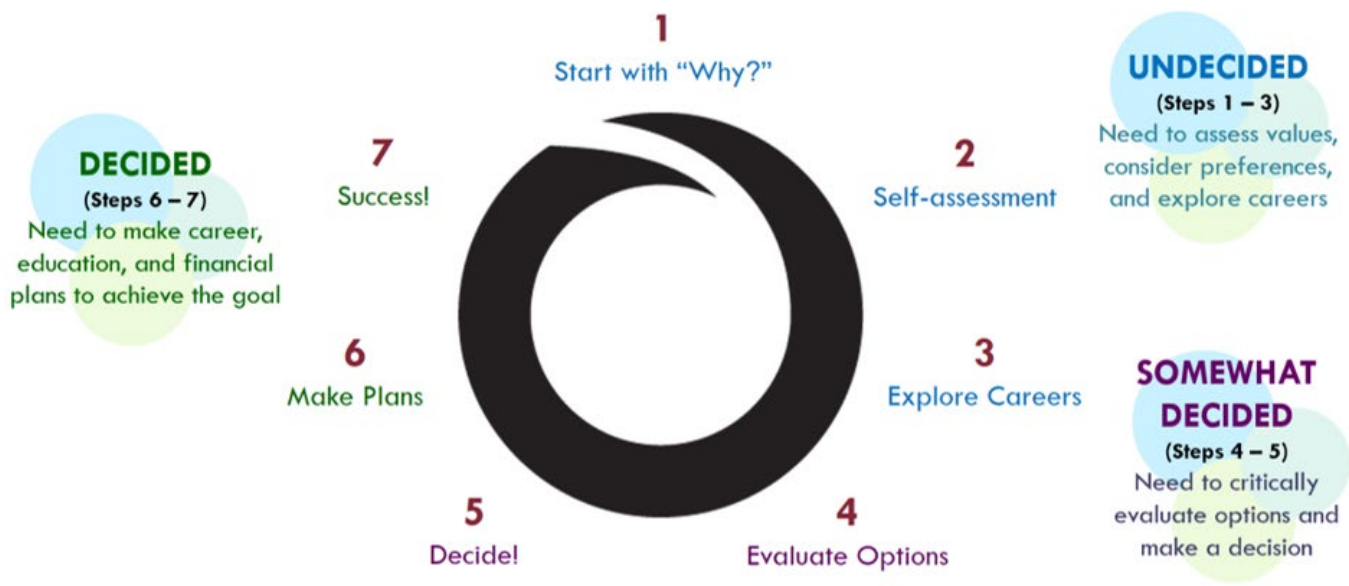 1
Start with “Why?”
2
Self-assessment
3
Explore Careers
4
Evaluate Options
5
Decide!
6
Make Plans
7
Success!
UNDECIDED
(Steps 1 – 3)
Need to assess values,
consider preferences,
and explore careers
SOMEWHAT
DECIDED
(Steps 4 – 5)
Need to critically
evaluate options and
make a decision
DECIDED
(Steps 6 – 7)
Need to make career,
education, and financial
plans to achieve the goal